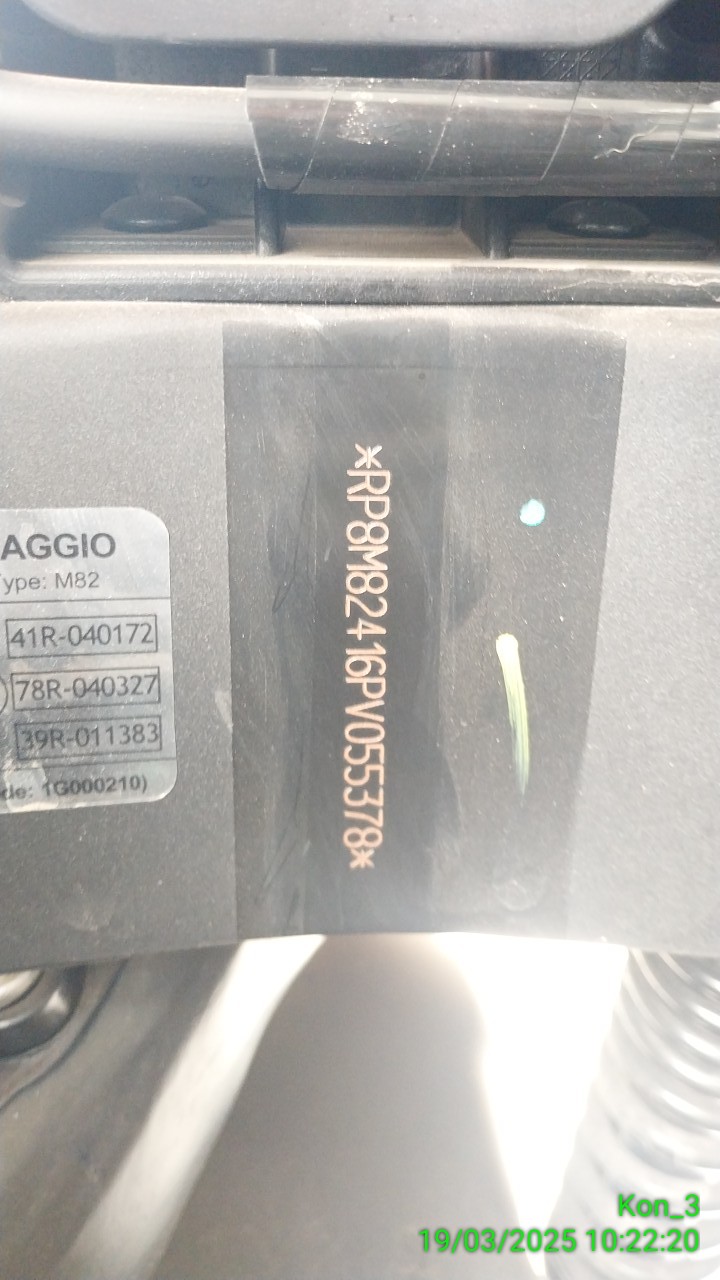 AGGIO
ype: M82
41R-040172
78R-040327
39R-011383
de: 1G000210)
*RP8M82416PV055378*
Kon_3
19/03/2025 10:22:20